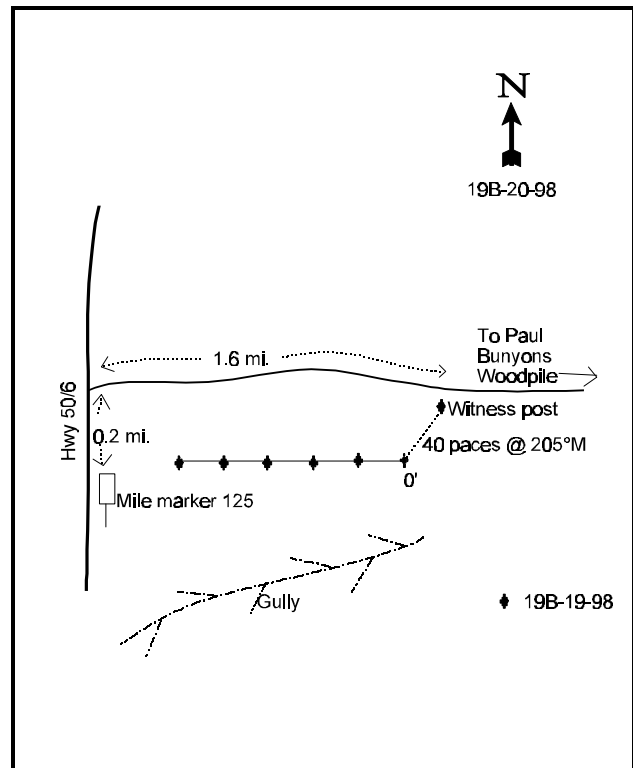 N
19B-20-98
1.6 mi.
To Paul
Bunyons
Woodpile
Hwy 50/6
0.2 mi.
Witness post
40 paces @ 205°M
0'
Mile marker 125
Gully
19B-19-98